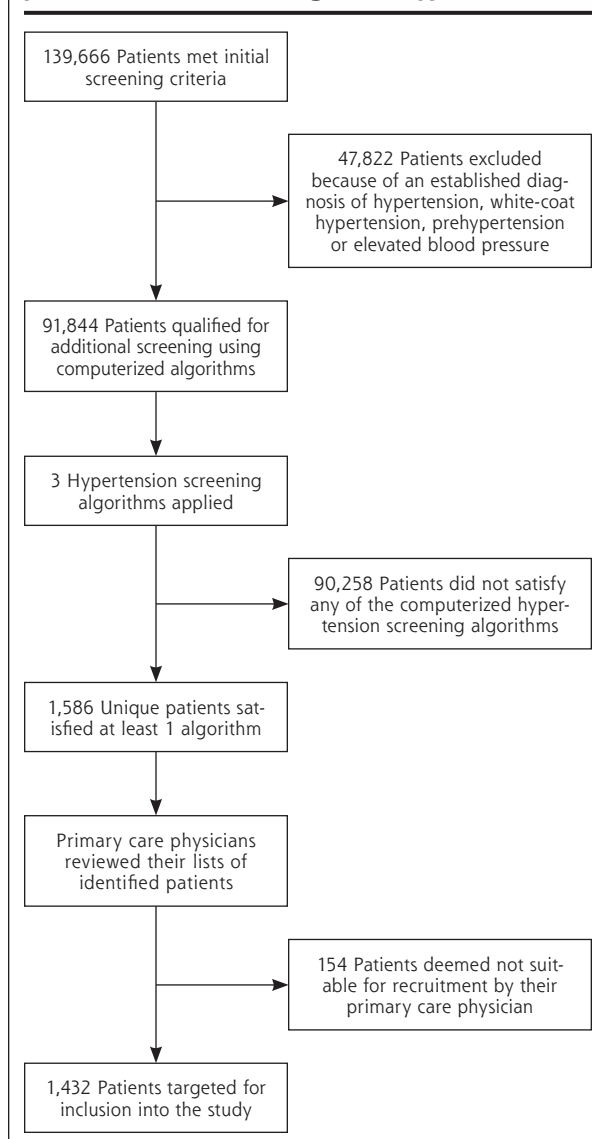 139,666 Patients met initial
screening criteria
47,822 Patients excluded
because of an established diag-
nosis of hypertension, white-coat
hypertension, prehypertension
or elevated blood pressure
91,844 Patients qualified for
additional screening using
computerized algorithms
3 Hypertension screening
algorithms applied
90,258 Patients did not satisfy
any of the computerized hyper-
tension screening algorithms
1,586 Unique patients sat-
isfied at least 1 algorithm
Primary care physicians
reviewed their lists of
identified patients
154 Patients deemed not suit-
able for recruitment by their
primary care physician
1,432 Patients targeted for
inclusion into the study